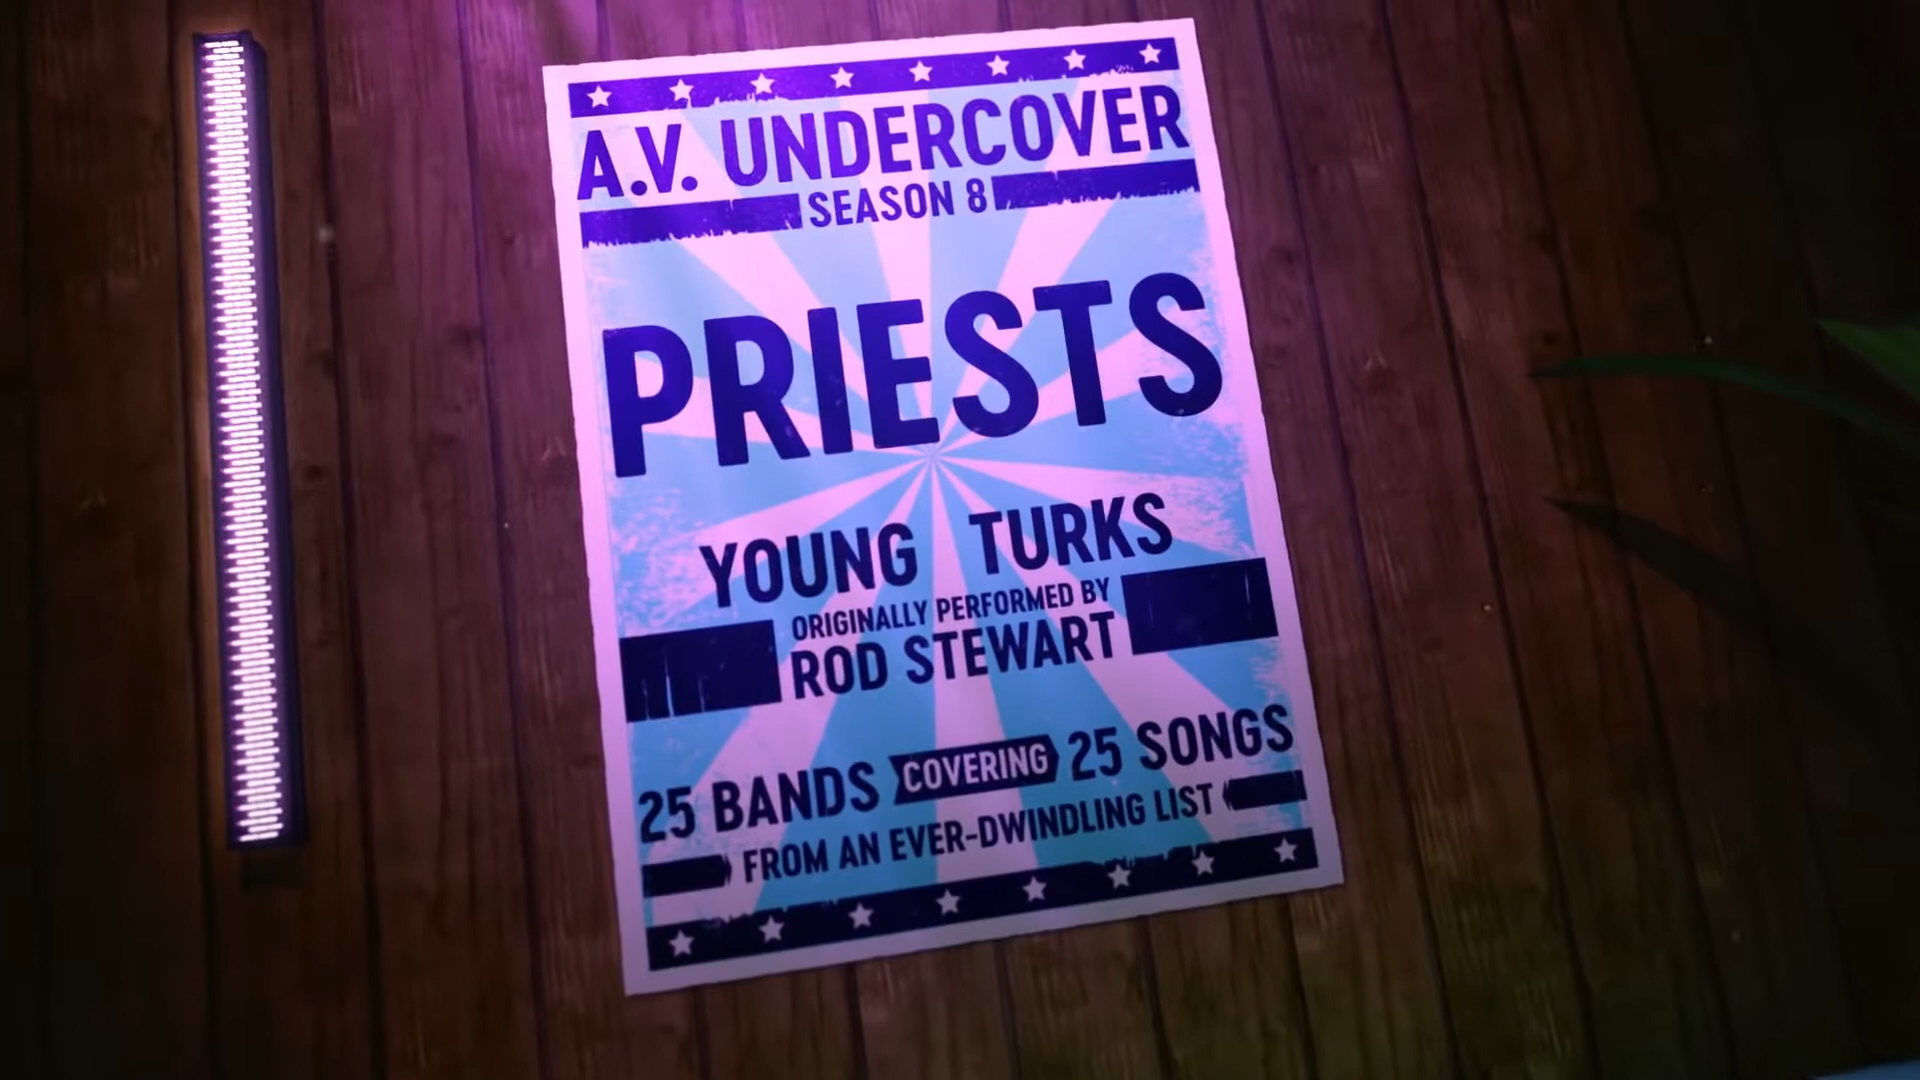 A.V. UNDERCOVER
SEASON 8
PRIESTS
YOUNG TURKS
ORIGINALLY PERFORMED BY
ROD STEWART
25 BANDS COVERING 25 SONGS
FROM AN EVER-DWINDLING LIST